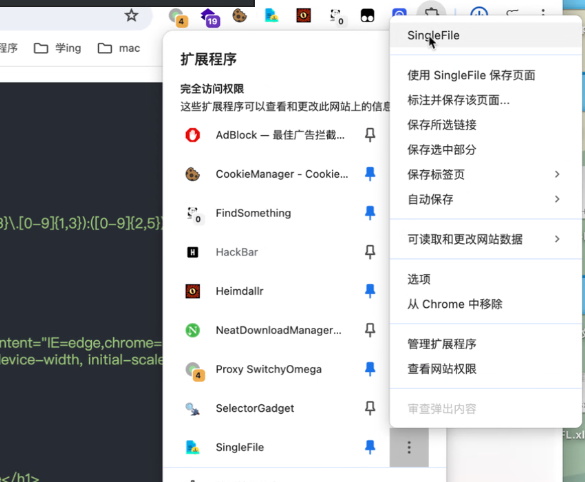 4
19
0
程序
学ing
mac
扩展程序
完全访问权限
这些扩展程序可以查看和更改此网站上的信息
AdBlock — 最佳广告拦截...
CookieManager - Cookie...
0
FindSomething
H
HackBar
Heimdallr
N
NeatDownloadManager...
4
Proxy SwitchyOmega
SelectorGadget
SingleFile
SingleFile
使用 SingleFile 保存页面
标注并保存该页面...
保存所选链接
保存选中部分
保存标签页
自动保存
可读取和更改网站数据
选项
从 Chrome 中移除
管理扩展程序
查看网站权限
审查弹出内容
3}\.[0-9]{1,3}):([0-9]{2,5})
ontent="IE=edge,chrome=
device-width, initial-scale
</h1>
FL.xl